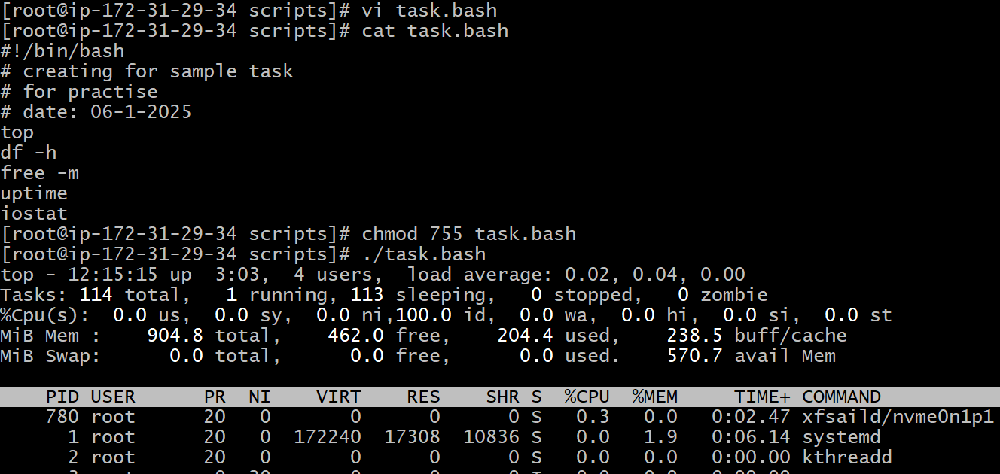 [root@ip-172-31-29-34 scripts]# vi task.bash
[root@ip-172-31-29-34 scripts]# cat task.bash
#!/bin/bash
# creating for sample task
# for practise
# date: 06-1-2025
top
df -h
free -m
uptime
iostat
[root@ip-172-31-29-34 scripts]# chmod 755 task.bash
[root@ip-172-31-29-34 scripts]# ./task.bash
top - 12:15:15 up  3:03,  4 users,  load average: 0.02, 0.04, 0.00
Tasks: 114 total,   1 running, 113 sleeping,   0 stopped,   0 zombie
%Cpu(s):  0.0 us,  0.0 sy,  0.0 ni,100.0 id,  0.0 wa,  0.0 hi,  0.0 si,  0.0 st
MiB Mem :    904.8 total,    462.0 free,    204.4 used,    238.5 buff/cache
MiB Swap:      0.0 total,      0.0 free,      0.0 used.    570.7 avail Mem
PID USER      PR  NI    VIRT    RES    SHR S  %CPU  %MEM     TIME+ COMMAND
780 root      20   0       0      0      0 S   0.3   0.0   0:02.47 xfsaild/nvme0n1p1
1 root      20   0  172240  17308  10836 S   0.0   1.9   0:06.14 systemd
2 root      20   0       0      0      0 S   0.0   0.0   0:00.00 kthreadd